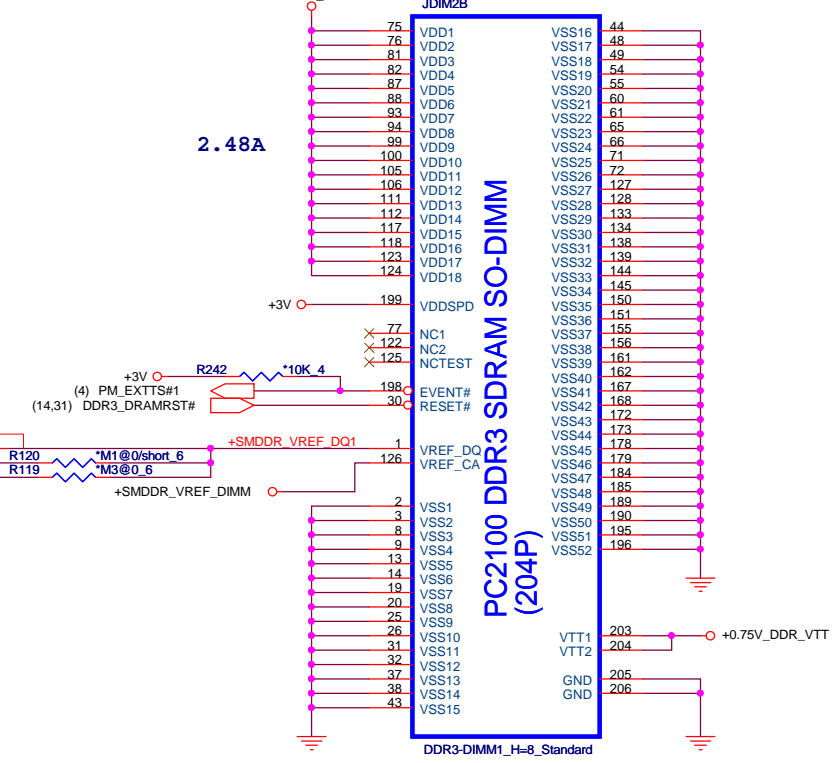 JDIM2B
75 VDD1 VSS16 44
76 VDD2 VSS17 48
81 VDD3 VSS18 49
82 VDD4 VSS19 54
87 VDD5 VSS20 55
88 VDD6 VSS21 60
93 VDD7 VSS22 61
94 VDD8 VSS23 65
2.48A
99 VDD9 VSS24 66
100 VDD10 VSS25 71
105 VDD11 VSS26 72
106 VDD12 VSS27 127
111 VDD13 VSS28 128
112 VDD14 VSS29 133
117 VDD15 VSS30 134
118 VDD16 VSS31 138
123 VDD17 VSS32 139
124 VDD18 VSS33 144
VSS34 145
+3V 199 VDDSPD VSS35 150
VSS36 151
77 NC1 VSS37 155
122 NC2 VSS38 156
125 NCTEST VSS39 161
+3V R242 *10K_4 VSS40 162
(4) PM_EXTTS#1 198 EVENT# VSS41 167
(14,31) DDR3_DRAMRST# 30 RESET# VSS42 168
VSS43 172
VSS44 173
+SMDDR_VREF_DQ1 1 VREF_DQ VSS45 178
R120 *M1@0/short_6 126 VREF_CA VSS46 179
R119 *M3@0_6 VSS47 184
+SMDDR_VREF_DIMM VSS48 185
2 VSS1 VSS49 189
3 VSS2 VSS50 190
8 VSS3 VSS51 195
9 VSS4 VSS52 196
13 VSS5
14 VSS6
19 VSS7
20 VSS8
25 VSS9
26 VSS10 VTT1 203 +0.75V_DDR_VTT
31 VSS11 VTT2 204
32 VSS12
37 VSS13 GND 205
38 VSS14 GND 206
43 VSS15
PC2100 DDR3 SDRAM SO-DIMM
(204P)
DDR3-DIMM1_H=8_Standard